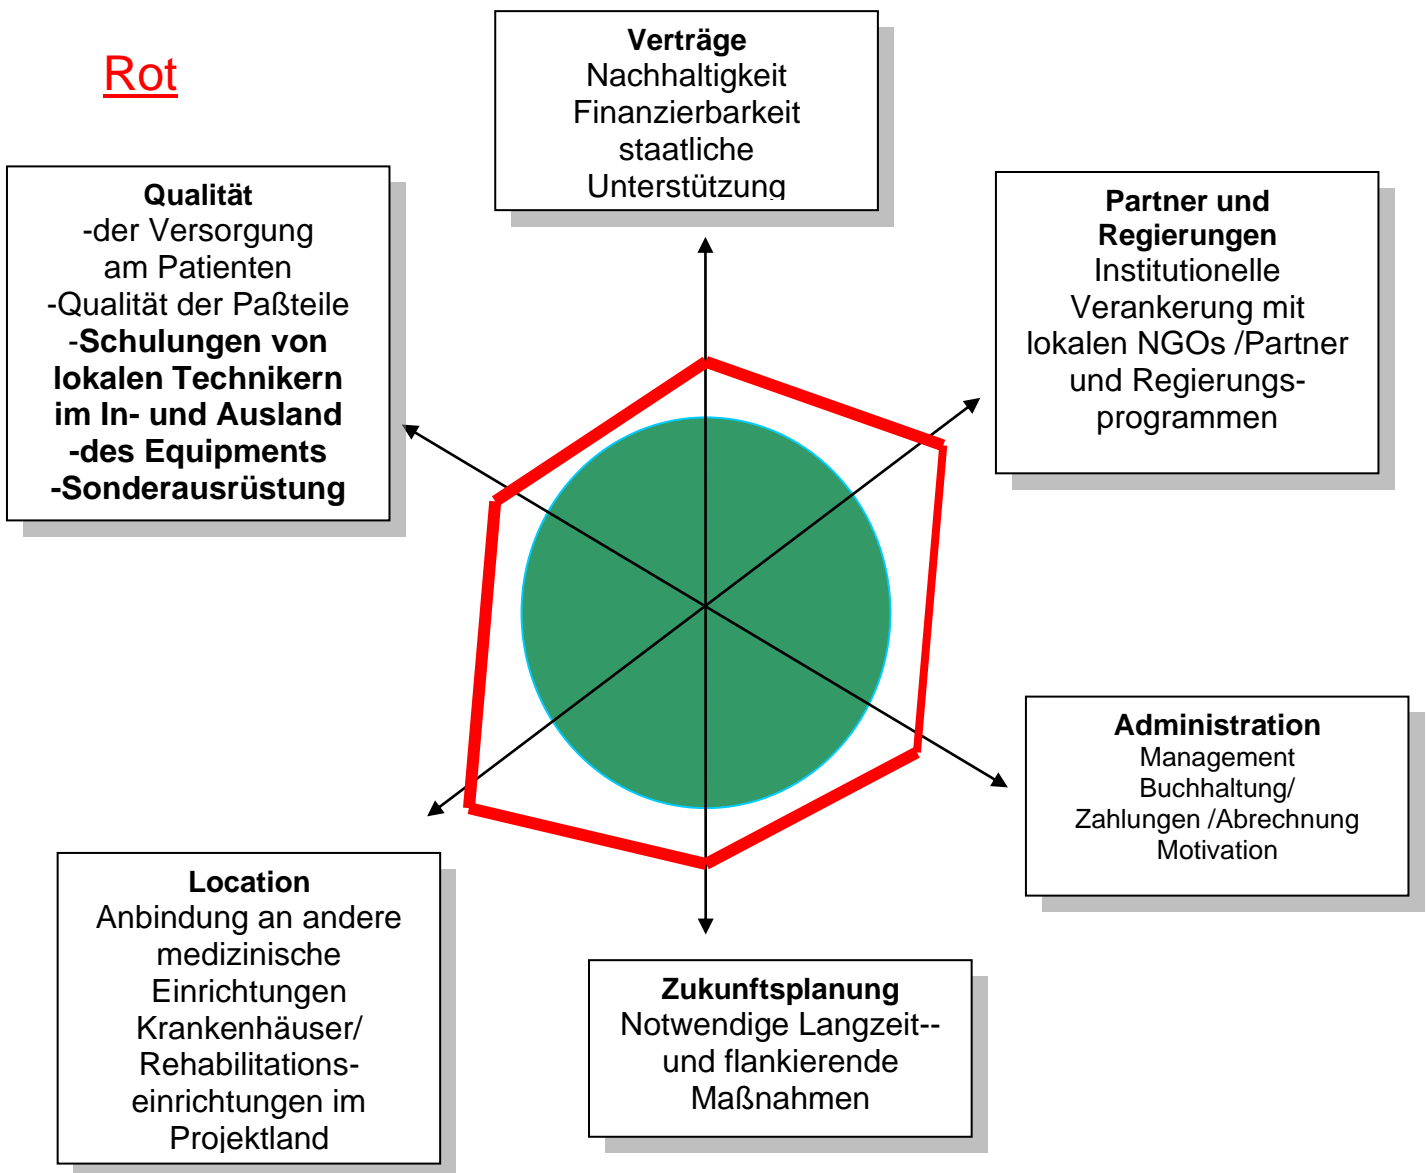 Rot
Verträge
Nachhaltigkeit
Finanzierbarkeit
staatliche
Unterstützung
Qualität
-der Versorgung
am Patienten
-Qualität der Paßteile
-Schulungen von
lokalen Technikern
im In- und Ausland
-des Equipments
-Sonderausrüstung
Partner und
Regierungen
Institutionelle
Verankerung mit
lokalen NGOs /Partner
und Regierungs-
programmen
Administration
Management
Buchhaltung/
Zahlungen /Abrechnung
Motivation
Location
Anbindung an andere
medizinische
Einrichtungen
Krankenhäuser/
Rehabilitations-
einrichtungen im
Projektland
Zukunftsplanung
Notwendige Langzeit--
und flankierende
Maßnahmen